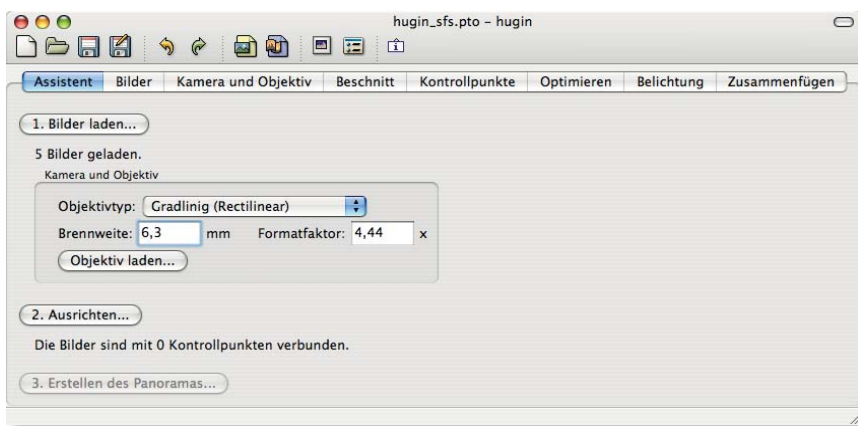 hugin_sfs.pto – hugin
Assistent Bilder Kamera und Objektiv Beschnitt Kontrollpunkte Optimieren Belichtung Zusammenfügen
1. Bilder laden...
5 Bilder geladen.
Kamera und Objektiv
Objektivtyp: Gradlinig (Rectilinear)
Brennweite: 6,3 mm Formatfaktor: 4,44 x
Objektiv laden...
2. Ausrichten...
Die Bilder sind mit 0 Kontrollpunkten verbunden.
3. Erstellen des Panoramas...